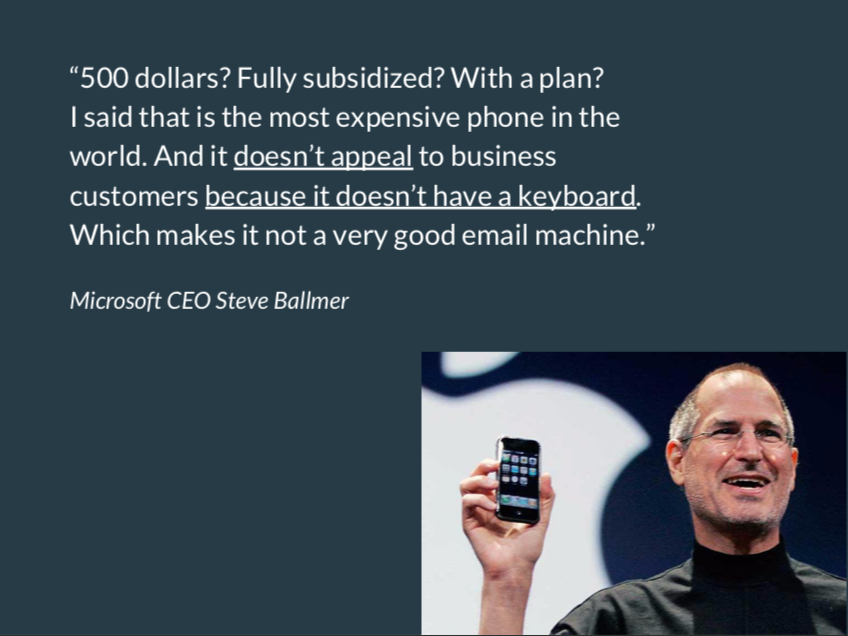 “500 dollars? Fully subsidized? With a plan?
I said that is the most expensive phone in the
world. And it doesn’t appeal to business
customers because it doesn’t have a keyboard.
Which makes it not a very good email machine.”
Microsoft CEO Steve Ballmer